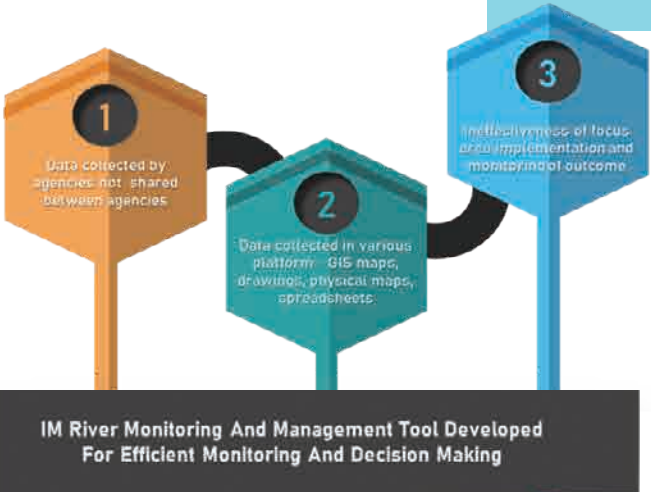 1
Data collected by
agencies not shared
between agencies
2
Data collected in various
platform - GIS maps,
drawings, physical maps,
spreadsheets
3
Ineffectiveness of focus
area implementation and
monitoring of outcome
IM River Monitoring And Management Tool Developed
For Efficient Monitoring And Decision Making